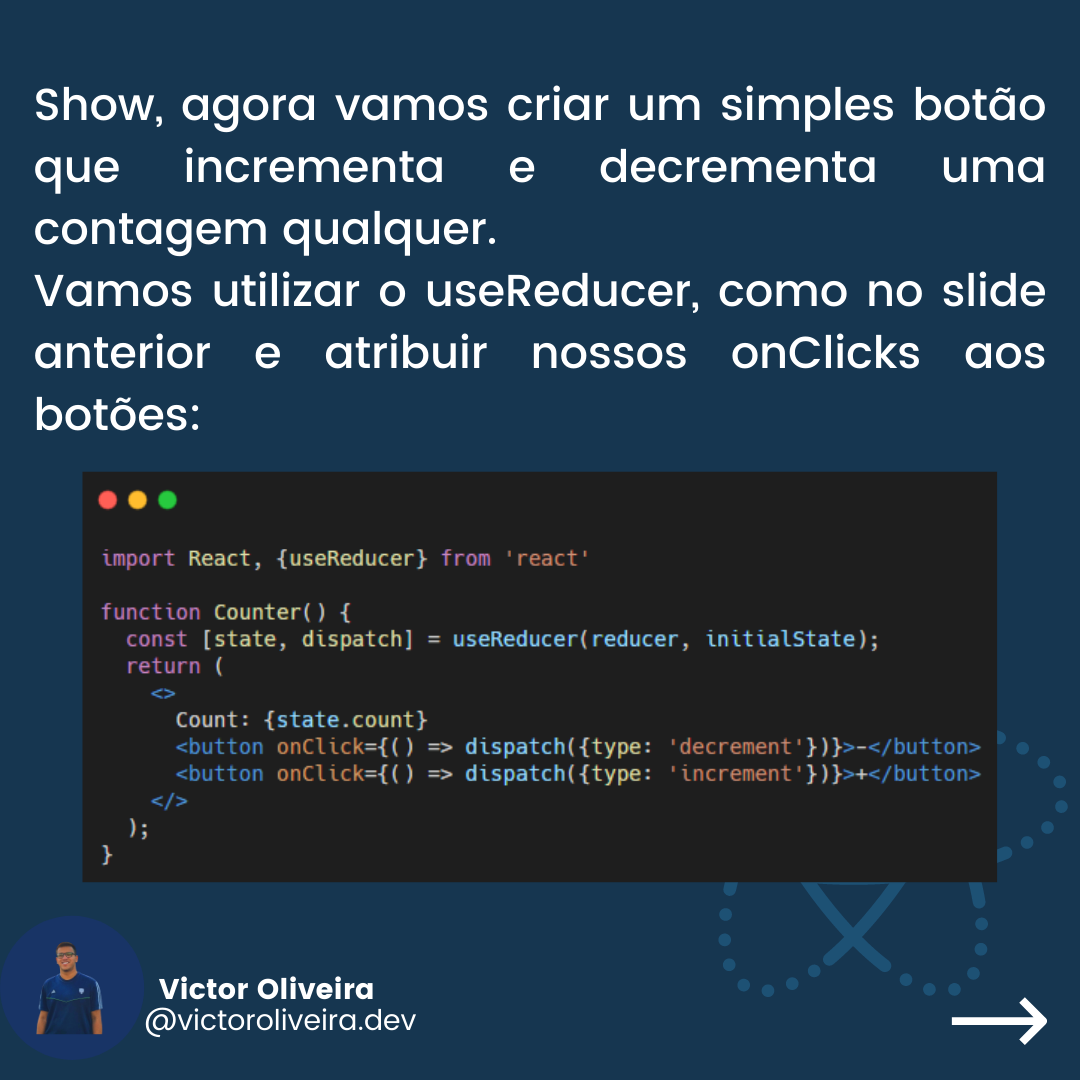 Show, agora vamos criar um simples botão
que incrementa e decrementa uma
contagem qualquer.
Vamos utilizar o useReducer, como no slide
anterior e atribuir nossos onClicks aos
botões:
import React, {useReducer} from 'react'
function Counter() {
  const [state, dispatch] = useReducer(reducer, initialState);
  return (
    <>
      Count: {state.count}
      <button onClick={() => dispatch({type: 'decrement'})}>-</button>
      <button onClick={() => dispatch({type: 'increment'})}>+</button>
    </>
  );
}
Victor Oliveira
@victoroliveira.dev